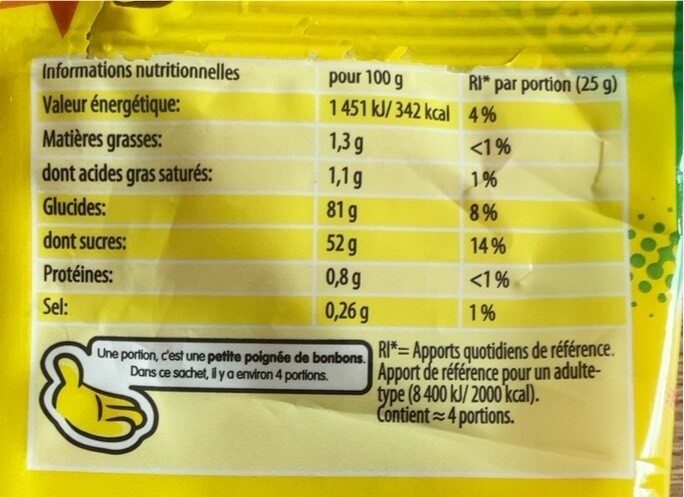 Informations nutritionnelles pour 100 g RI* par portion (25 g)
Valeur énergétique: 1 451 kJ/ 342 kcal 4 %
Matières grasses: 1,3 g <1 %
dont acides gras saturés: 1,1 g 1 %
Glucides: 81 g 8 %
dont sucres: 52 g 14 %
Protéines: 0,8 g <1 %
Sel: 0,26 g 1 %
Une portion, c'est une petite poignée de bonbons.
Dans ce sachet, il y a environ 4 portions.
RI*= Apports quotidiens de référence.
Apport de référence pour un adulte-
type (8 400 kJ/ 2000 kcal).
Contient ≈ 4 portions.